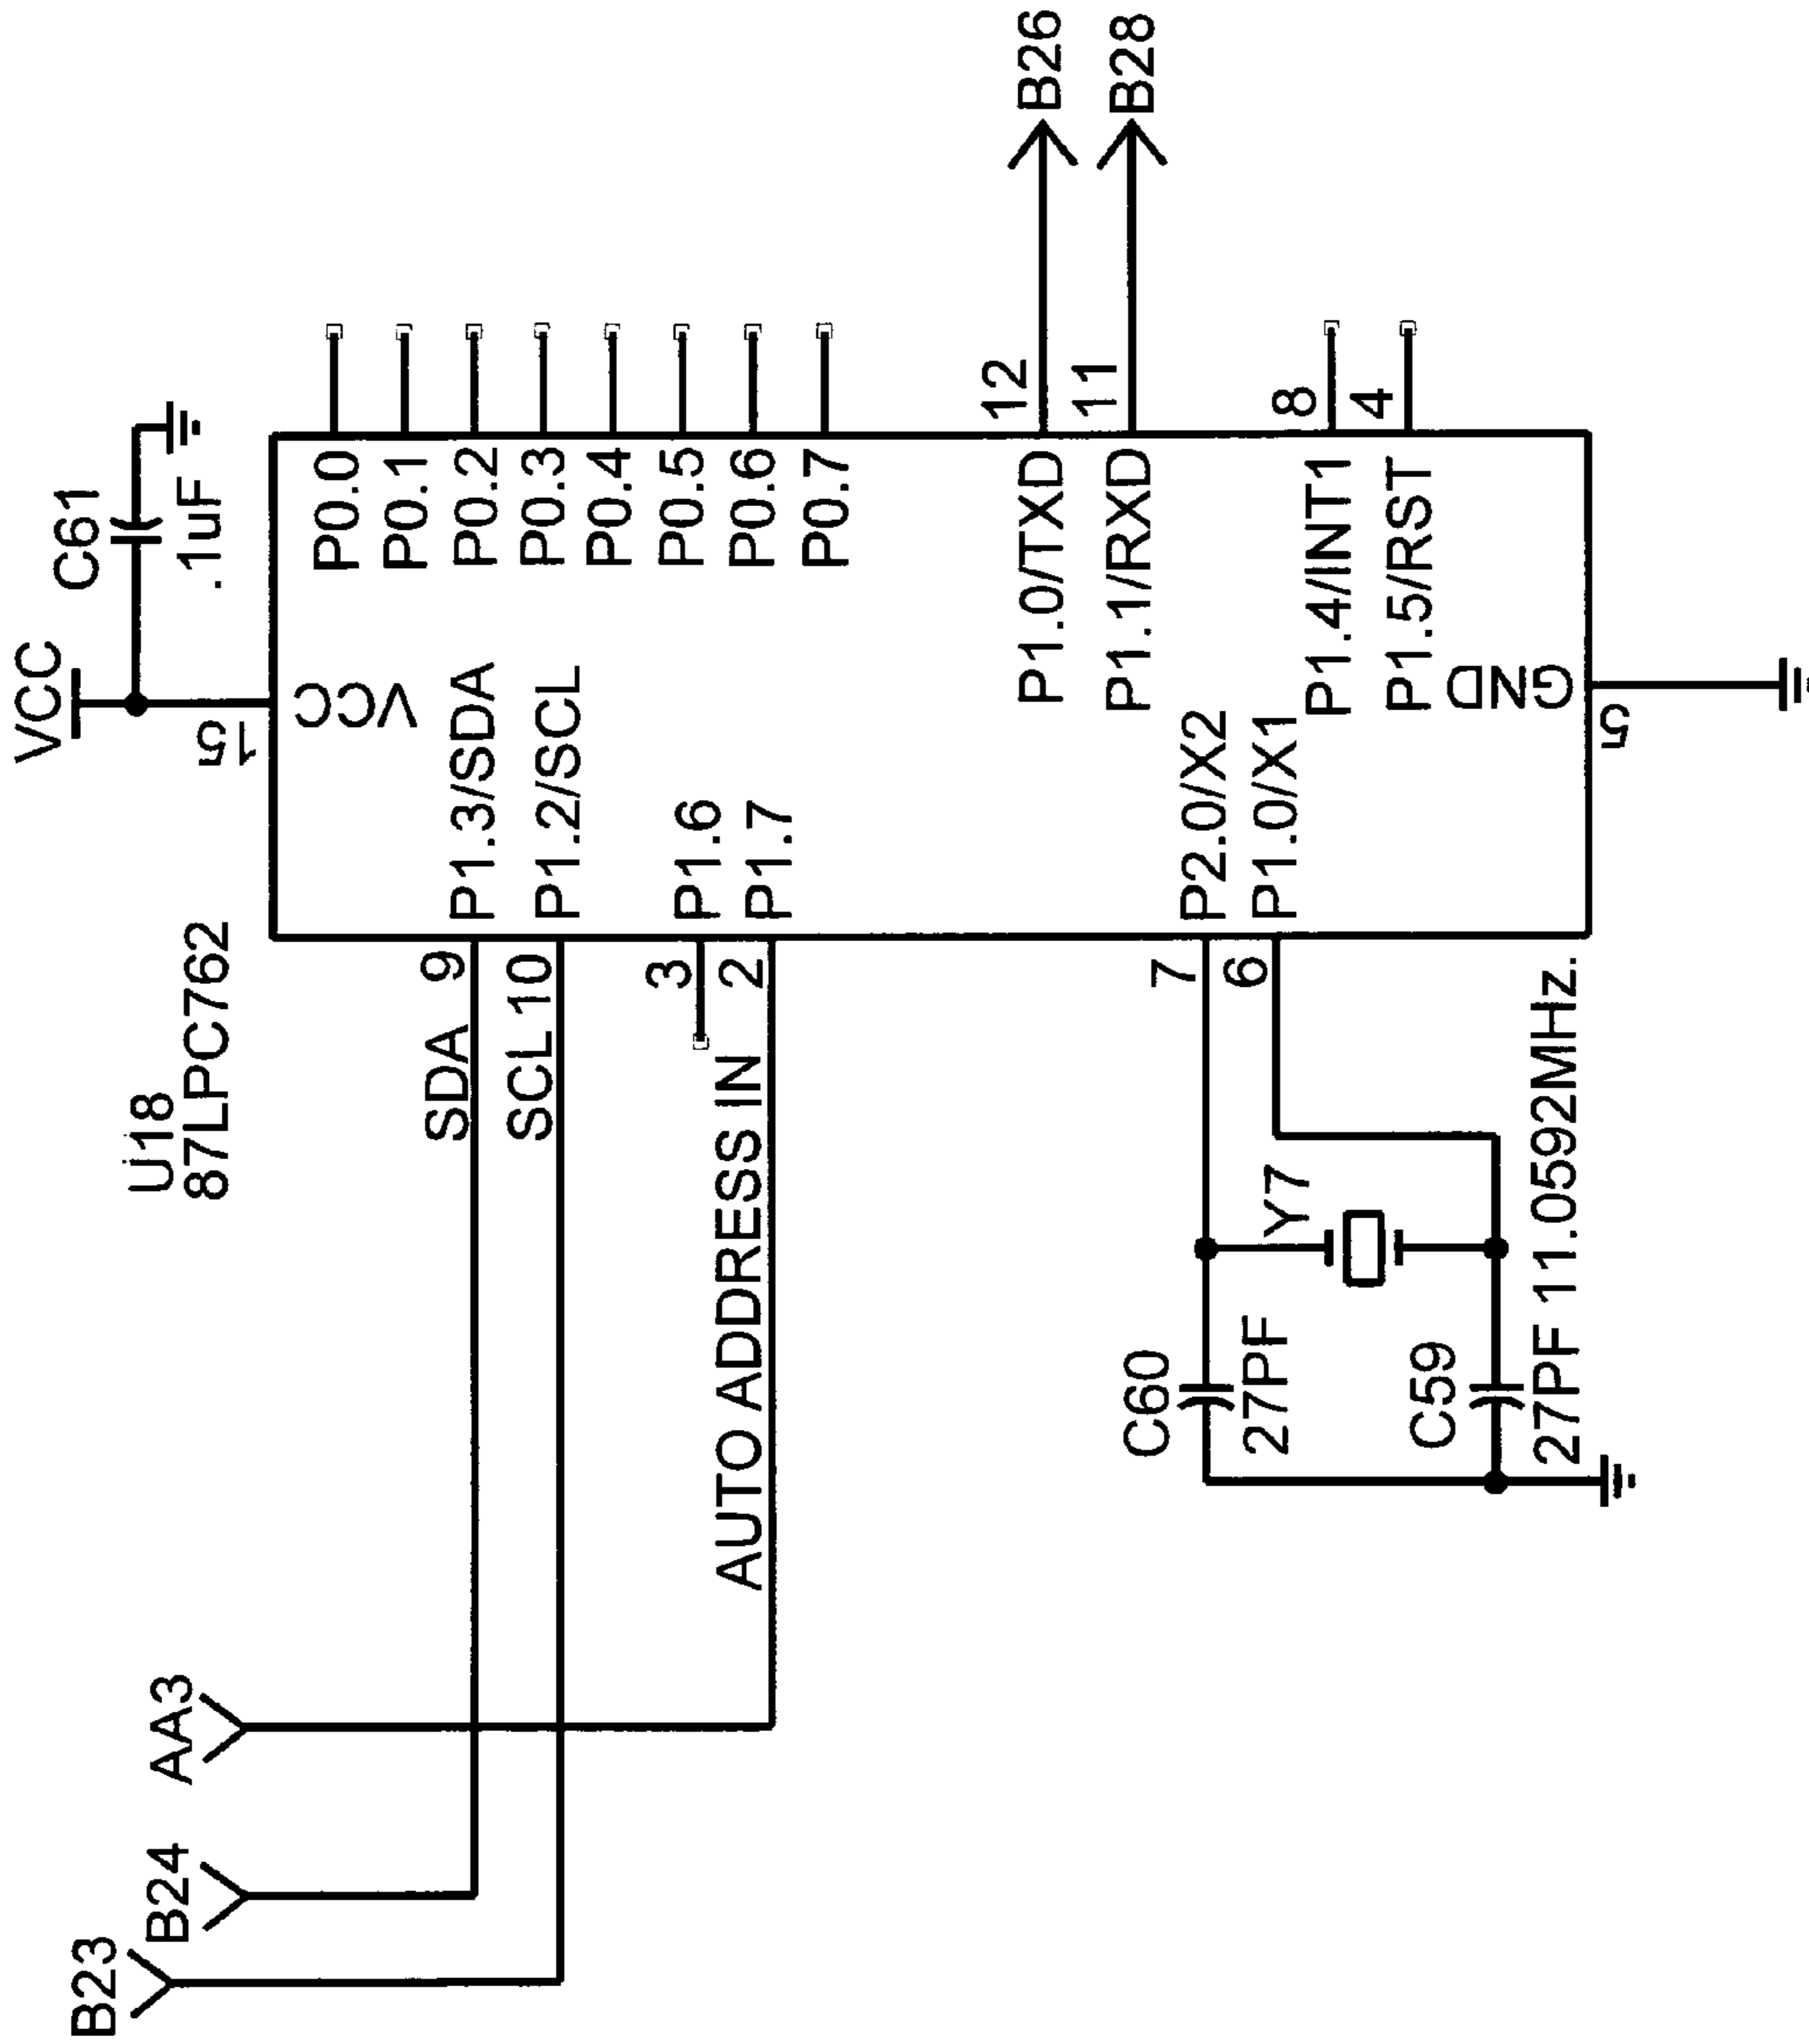 B23
B24
AA3
U18
87LPC762
VCC
C61
.1uF
15
VCC
SDA
9
P1.3/SDA
SCL
10
P1.2/SCL
3
P1.6
AUTO ADDRESS IN
2
P1.7
P0.0
P0.1
P0.2
P0.3
P0.4
P0.5
P0.6
P0.7
P1.0/TXD
12
B26
P1.1/RXD
11
B28
7
P2.0/X2
6
P1.0/X1
P1.4/INT1
8
P1.5/RST
4
GND
5
C60
27PF
Y7
C59
27PF 11.0592MHz.